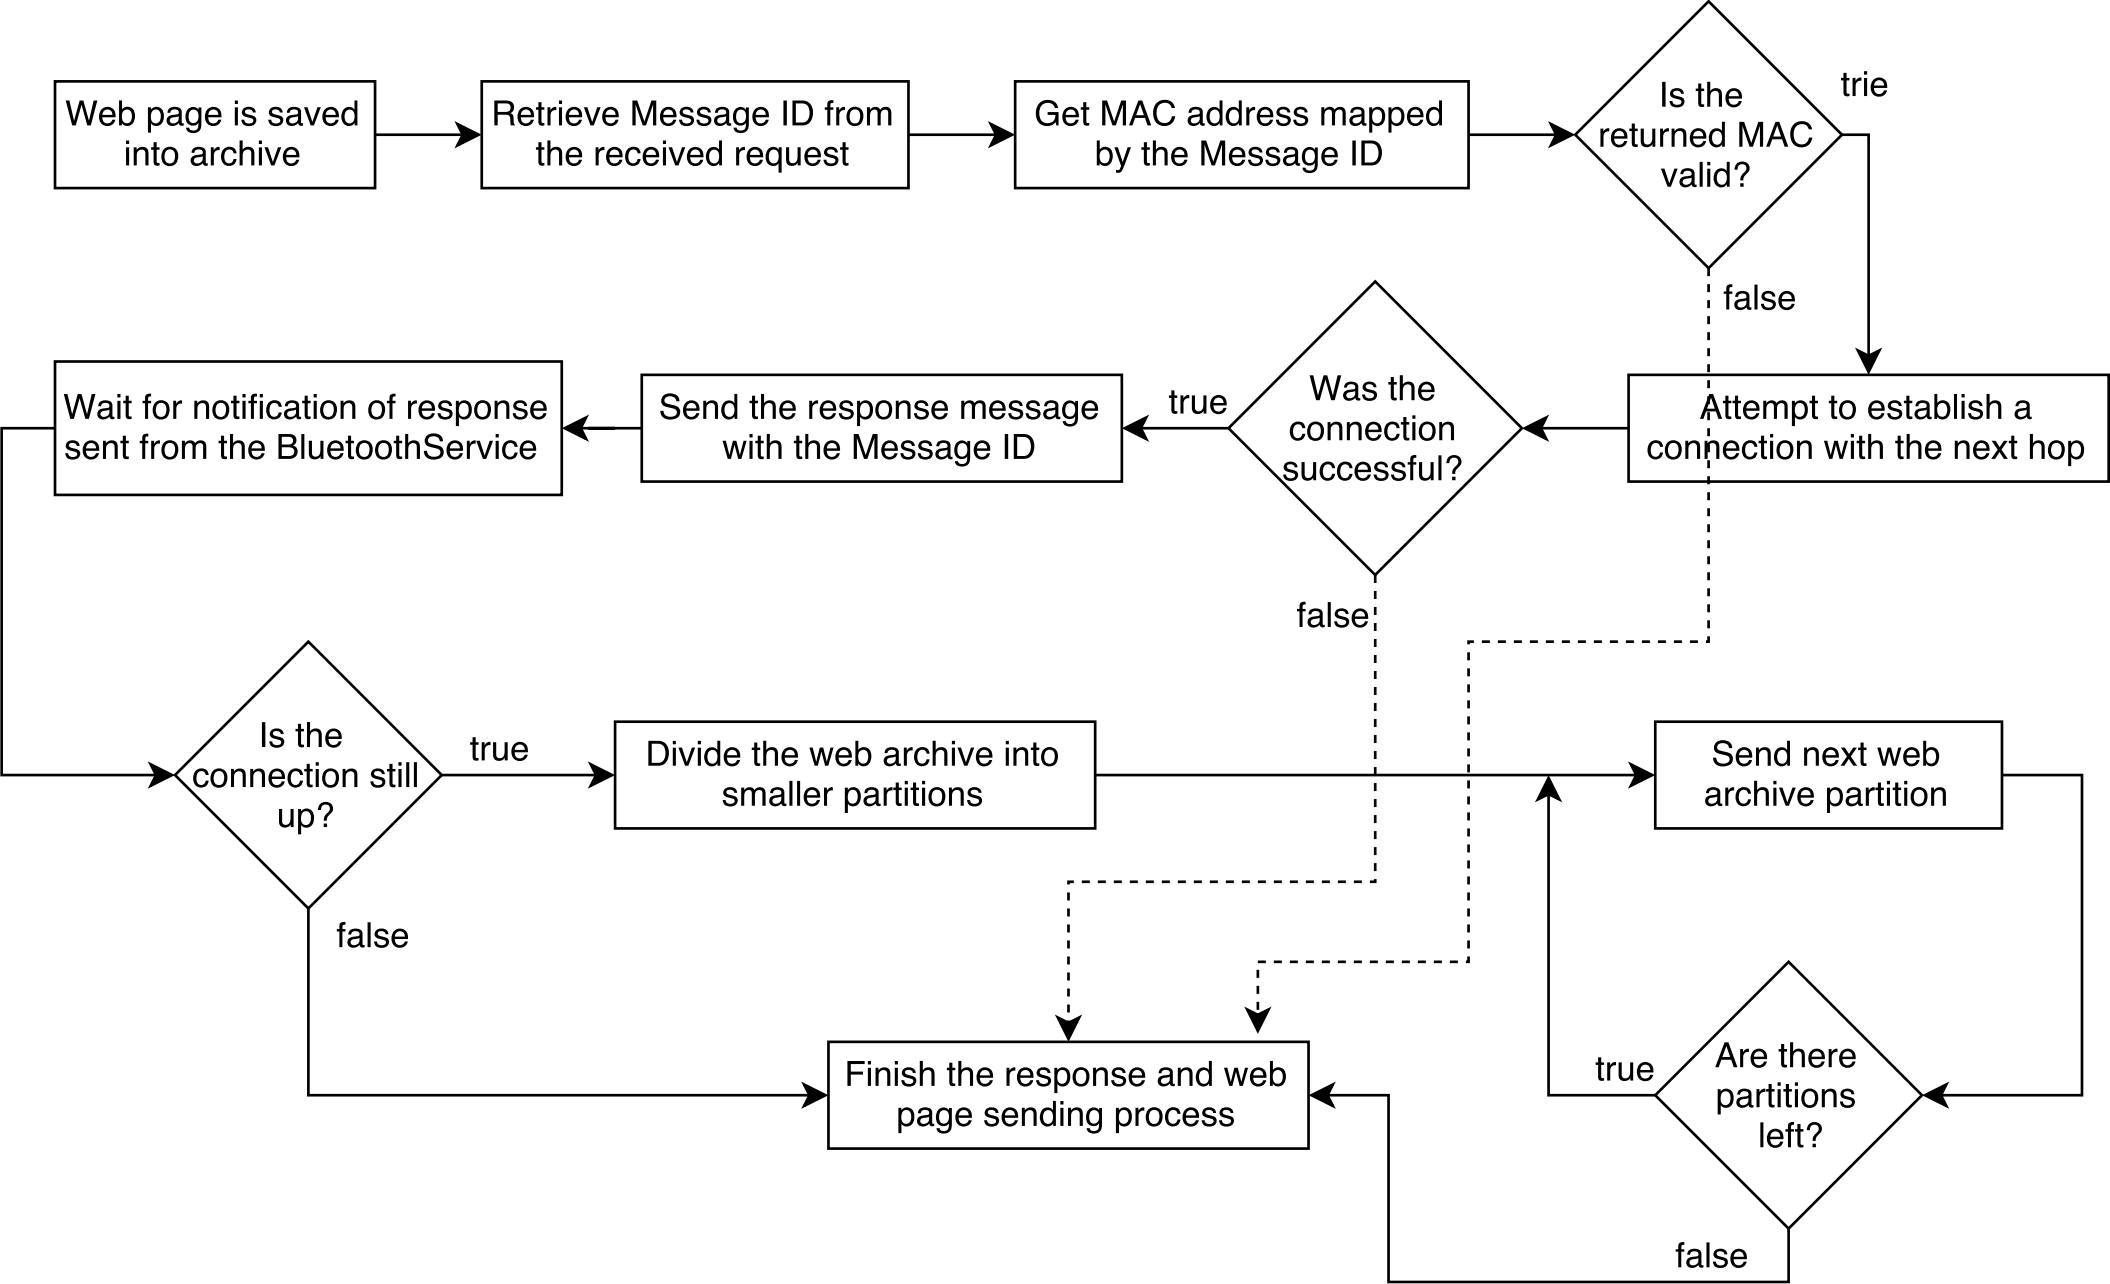 Web page is saved
into archive
Retrieve Message ID from
the received request
Get MAC address mapped
by the Message ID
Is the
returned MAC
valid?
trie
false
Wait for notification of response
sent from the BluetoothService
Send the response message
with the Message ID
true
Was the
connection
successful?
Attempt to establish a
connection with the next hop
false
Is the
connection still
up?
true
Divide the web archive into
smaller partitions
Send next web
archive partition
false
Finish the response and web
page sending process
true
Are there
partitions
left?
false